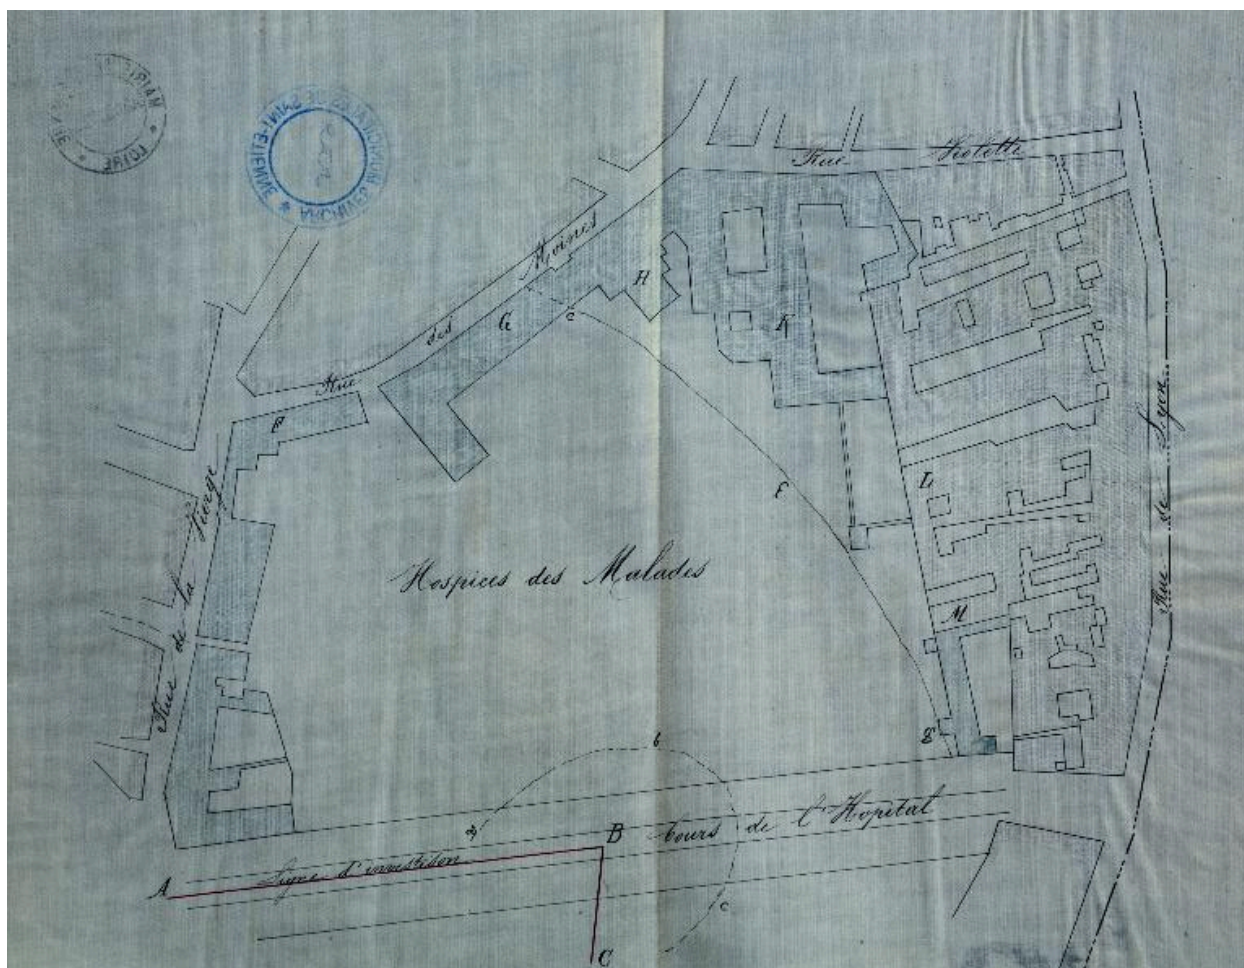 Rue Violette
Rue des Moines
H
G
K
F
Rue de la Vierge
E
L
Rue de Lyon
Hospices des Malades
M
b
B
Cours de l'Hopital
A
Ligne d'investison
c
C